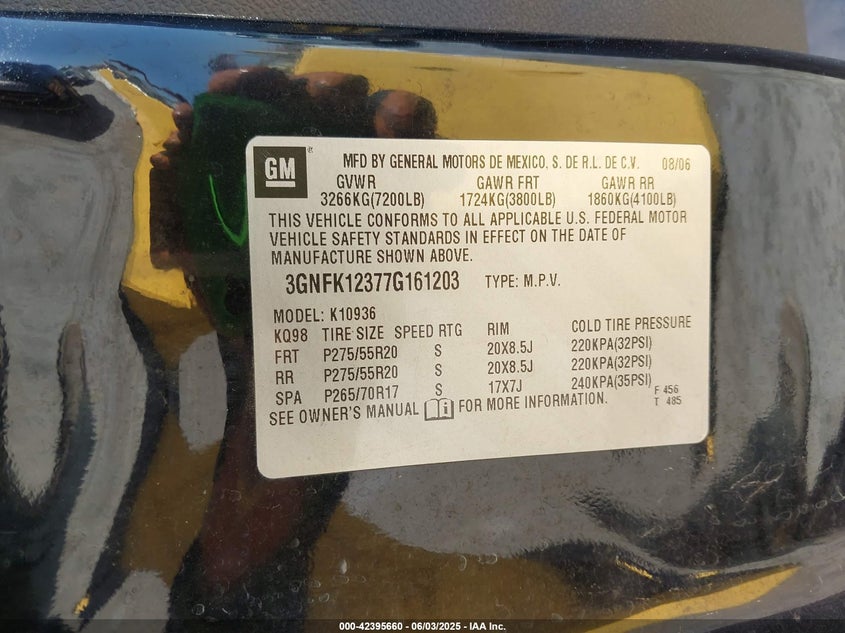 GM ® MFD BY GENERAL MOTORS DE MEXICO, S. DE R.L. DE C.V. 08/06
GVWR GAWR FRT GAWR RR
3266KG(7200LB) 1724KG(3800LB) 1860KG(4100LB)
THIS VEHICLE CONFORMS TO ALL APPLICABLE U.S. FEDERAL MOTOR
VEHICLE SAFETY STANDARDS IN EFFECT ON THE DATE OF
MANUFACTURE SHOWN ABOVE.
3GNFK12377G161203 TYPE: M.P.V.
MODEL: K10936
KQ98 TIRE SIZE SPEED RTG RIM COLD TIRE PRESSURE
FRT P275/55R20 S 20X8.5J 220KPA(32PSI)
RR P275/55R20 S 20X8.5J 220KPA(32PSI)
SPA P265/70R17 S 17X7J 240KPA(35PSI) F 456
T 485
SEE OWNER'S MANUAL i FOR MORE INFORMATION.
000-42395660 - 06/03/2025 - IAA Inc.